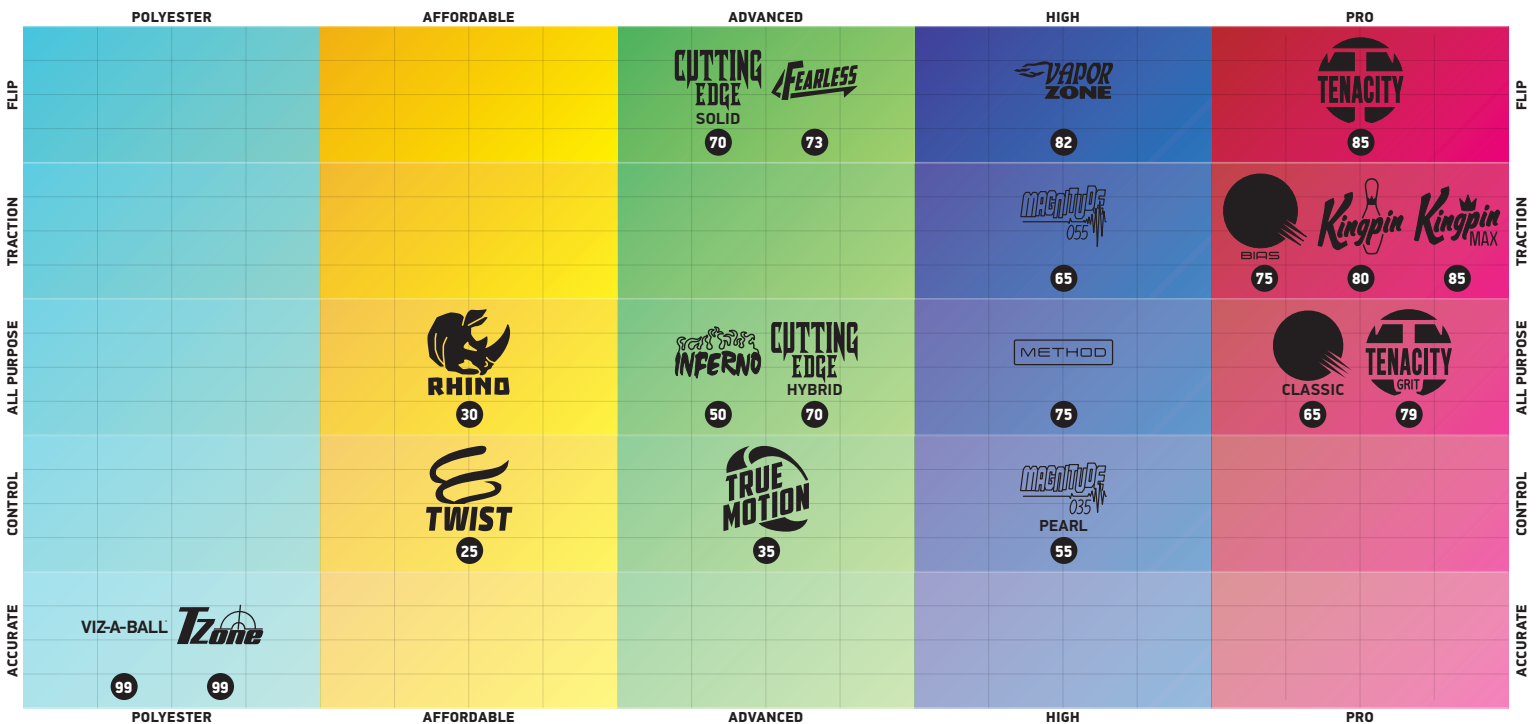 POLYESTER AFFORDABLE ADVANCED HIGH PRO
FLIP
CUTTING EDGE SOLID
70
FEARLESS
73
VAPOR ZONE
82
TENACITY
85
FLIP
TRACTION
MAGNITUDE 055
65
BIAS
75
Kingpin
80
Kingpin MAX
85
TRACTION
ALL PURPOSE
RHINO
30
INFERNO
50
CUTTING EDGE HYBRID
70
METHOD
75
CLASSIC
65
TENACITY GRIT
79
ALL PURPOSE
CONTROL
TWIST
25
TRUE MOTION
35
MAGNITUDE 035 PEARL
55
CONTROL
ACCURATE
VIZ-A-BALL
99
TZone
99
ACCURATE
POLYESTER AFFORDABLE ADVANCED HIGH PRO